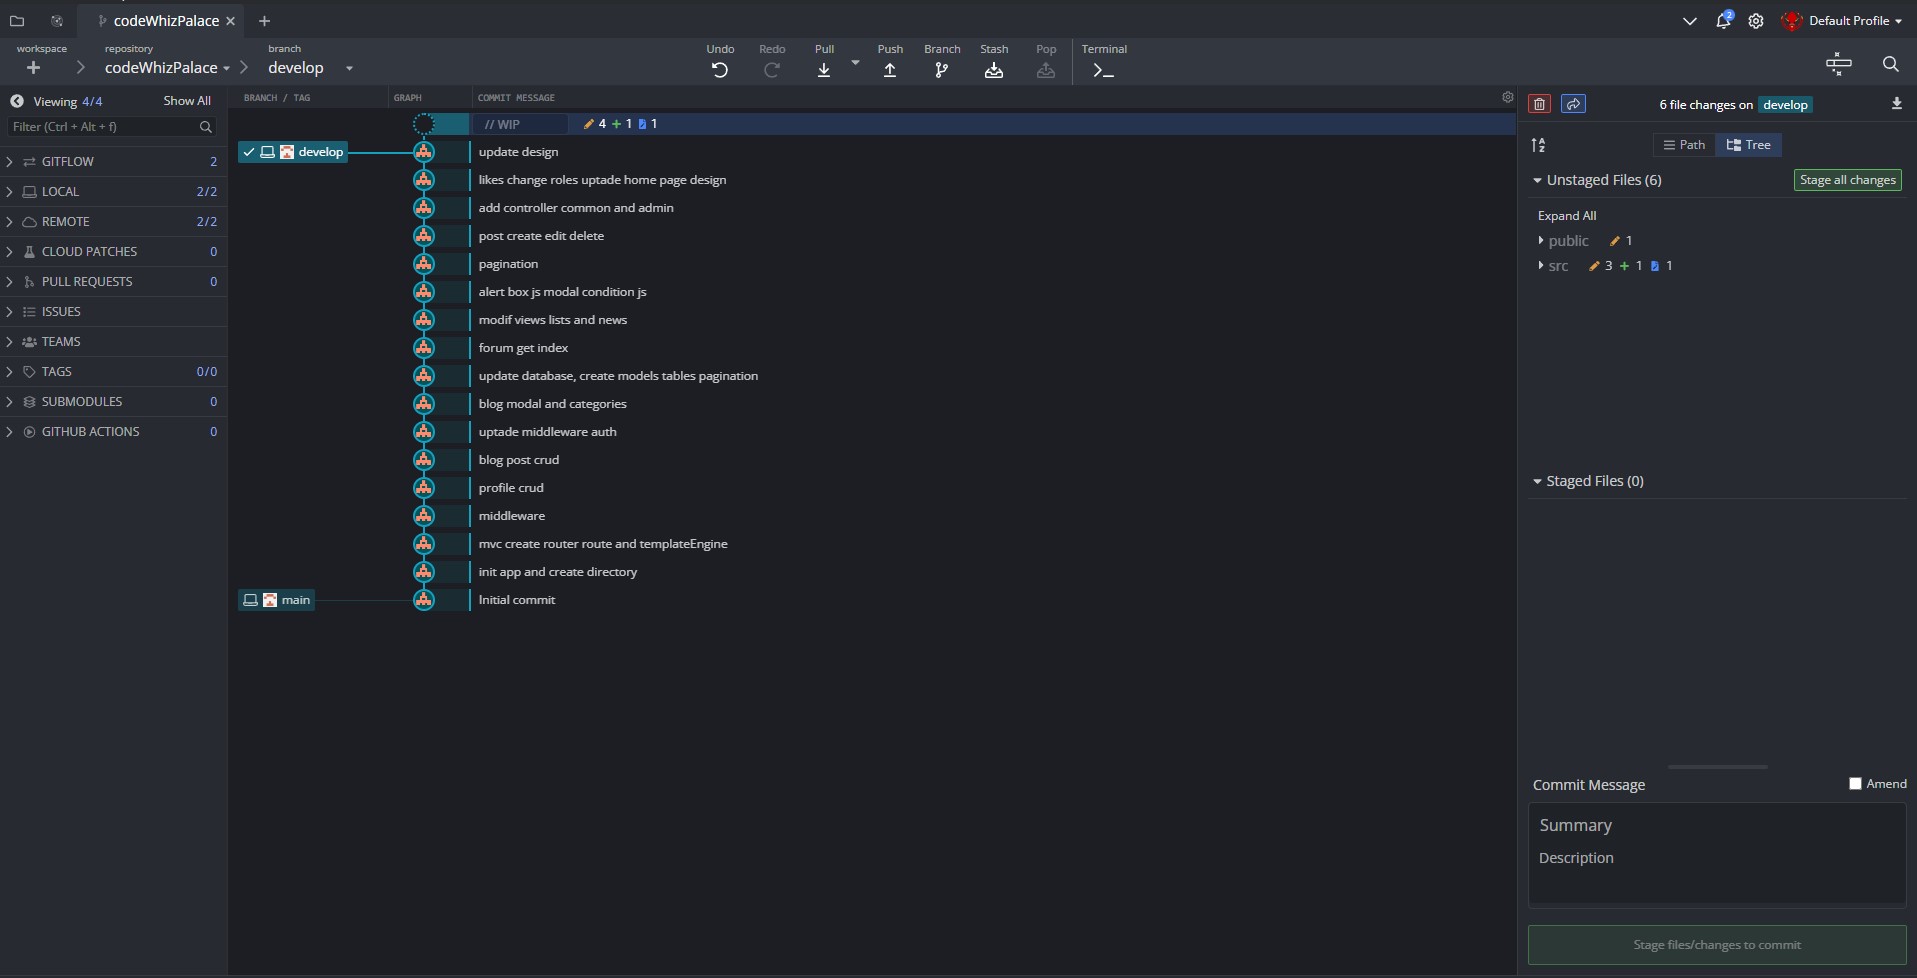 codeWhizPalace
2
Default Profile
workspace
repository
codeWhizPalace
branch
develop
Undo
Redo
Pull
Push
Branch
Stash
Pop
Terminal
Viewing 4/4
Show All
Filter (Ctrl + Alt + f)
GITFLOW 2
LOCAL 2/2
REMOTE 2/2
CLOUD PATCHES 0
PULL REQUESTS 0
ISSUES
TEAMS
TAGS 0/0
SUBMODULES 0
GITHUB ACTIONS 0
BRANCH / TAG
GRAPH
COMMIT MESSAGE
// WIP 4 + 1 1
develop
update design
likes change roles uptade home page design
add controller common and admin
post create edit delete
pagination
alert box js modal condition js
modif views lists and news
forum get index
update database, create models tables pagination
blog modal and categories
uptade middleware auth
blog post crud
profile crud
middleware
mvc create router route and templateEngine
init app and create directory
main
Initial commit
6 file changes on develop
A
Z
Path
Tree
Unstaged Files (6)
Stage all changes
Expand All
public 1
src 3 + 1 1
Staged Files (0)
Commit Message
Amend
Summary
Description
Stage files/changes to commit